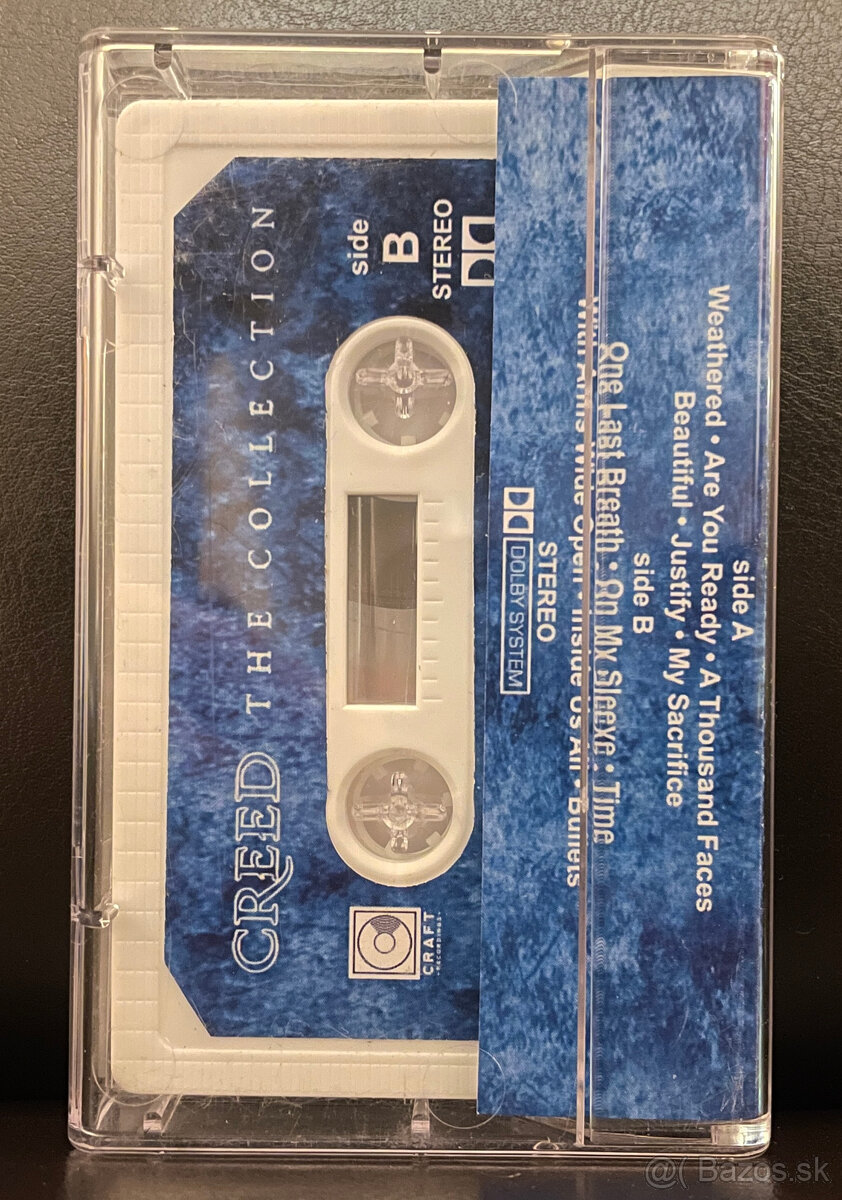 CREED THE COLLECTION
side
B
STEREO
CRAFT
RECORDINGS
side A
Weathered • Are You Ready • A Thousand Faces
Beautiful • Justify • My Sacrifice
side B
One Last Breath • On My Sleeve • Time
With Arms Wide Open • Inside Us All • Bullets
STEREO
DOLBY SYSTEM
@( Bazos.sk